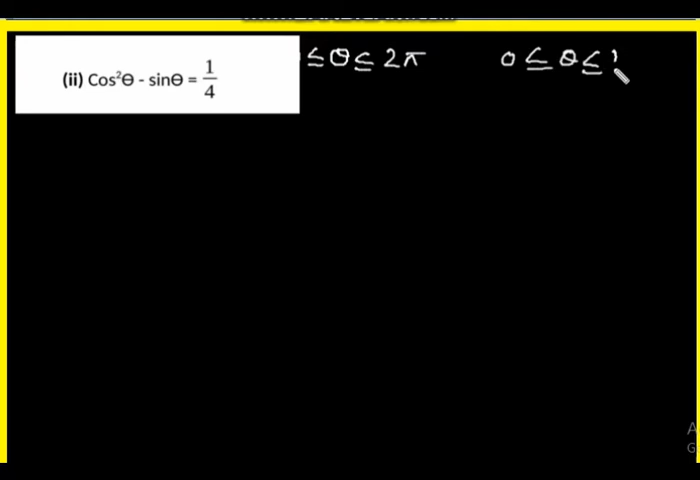 (ii) Cos²Θ - sinΘ = 1/4
≤ θ ≤ 2π 0 ≤ θ ≤
A
G